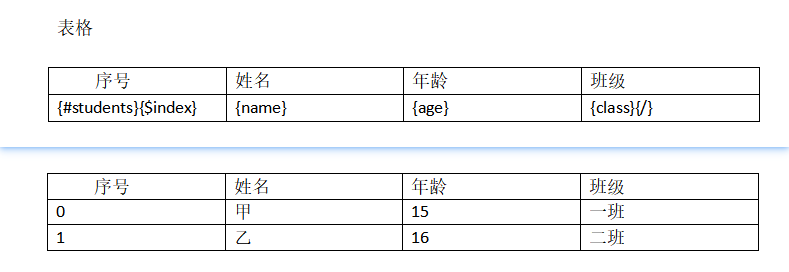 表格
序号 姓名 年龄 班级
{#students}{$index} {name} {age} {class}{/}
序号 姓名 年龄 班级
0 甲 15 一班
1 乙 16 二班